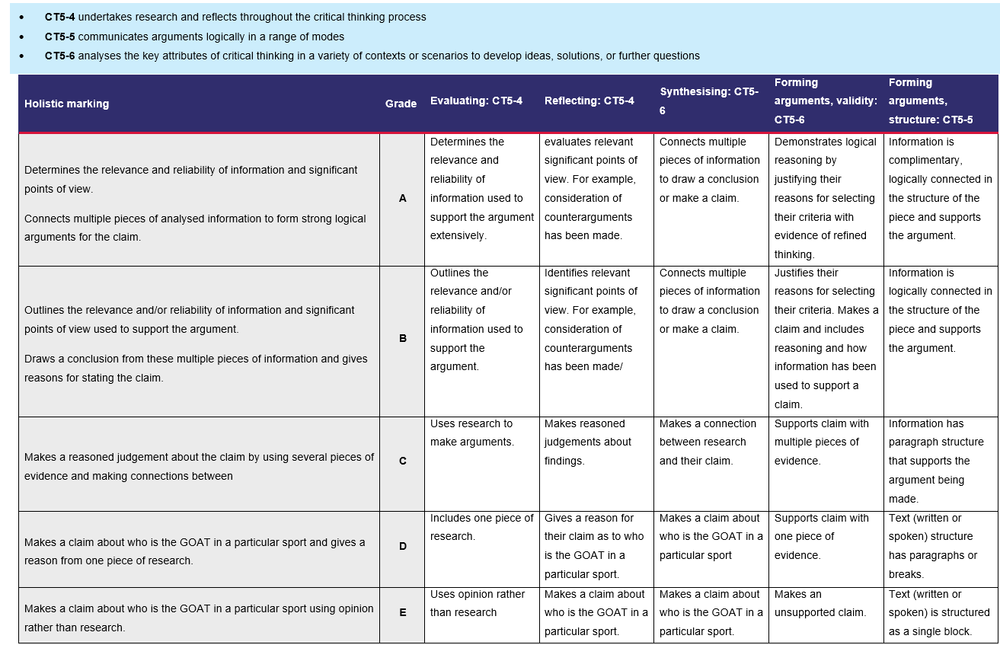 • CT5-4 undertakes research and reflects throughout the critical thinking process
• CT5-5 communicates arguments logically in a range of modes
• CT5-6 analyses the key attributes of critical thinking in a variety of contexts or scenarios to develop ideas, solutions, or further questions
Holistic marking
Grade
Evaluating: CT5-4
Reflecting: CT5-4
Synthesising: CT5-
6
Forming
arguments, validity:
CT5-6
Forming
arguments,
structure: CT5-5
Determines the relevance and reliability of information and significant
points of view.
Connects multiple pieces of analysed information to form strong logical
arguments for the claim.
A
Determines the
relevance and
reliability of
information used to
support the argument
extensively.
evaluates relevant
significant points of
view. For example,
consideration of
counterarguments
has been made.
Connects multiple
pieces of information
to draw a conclusion
or make a claim.
Demonstrates logical
reasoning by
justifying their
reasons for selecting
their criteria with
evidence of refined
thinking.
Information is
complimentary,
logically connected in
the structure of the
piece and supports
the argument.
Outlines the relevance and/or reliability of information and significant
points of view used to support the argument.
Draws a conclusion from these multiple pieces of information and gives
reasons for stating the claim.
B
Outlines the
relevance and/or
reliability of
information used to
support the
argument.
Identifies relevant
significant points of
view. For example,
consideration of
counterarguments
has been made/
Connects multiple
pieces of information
to draw a conclusion
or make a claim.
Justifies their
reasons for selecting
their criteria. Makes a
claim and includes
reasoning and how
information has been
used to support a
claim.
Information is
logically connected in
the structure of the
piece and supports
the argument.
Makes a reasoned judgement about the claim by using several pieces of
evidence and making connections between
C
Uses research to
make arguments.
Makes reasoned
judgements about
findings.
Makes a connection
between research
and their claim.
Supports claim with
multiple pieces of
evidence.
Information has
paragraph structure
that supports the
argument being
made.
Makes a claim about who is the GOAT in a particular sport and gives a
reason from one piece of research.
D
Includes one piece of
research.
Gives a reason for
their claim as to who
is the GOAT in a
particular sport.
Makes a claim about
who is the GOAT in a
particular sport
Supports claim with
one piece of
evidence.
Text (written or
spoken) structure
has paragraphs or
breaks.
Makes a claim about who is the GOAT in a particular sport using opinion
rather than research.
E
Uses opinion rather
than research
Makes a claim about
who is the GOAT in a
particular sport.
Makes a claim about
who is the GOAT in a
particular sport.
Makes an
unsupported claim.
Text (written or
spoken) is structured
as a single block.